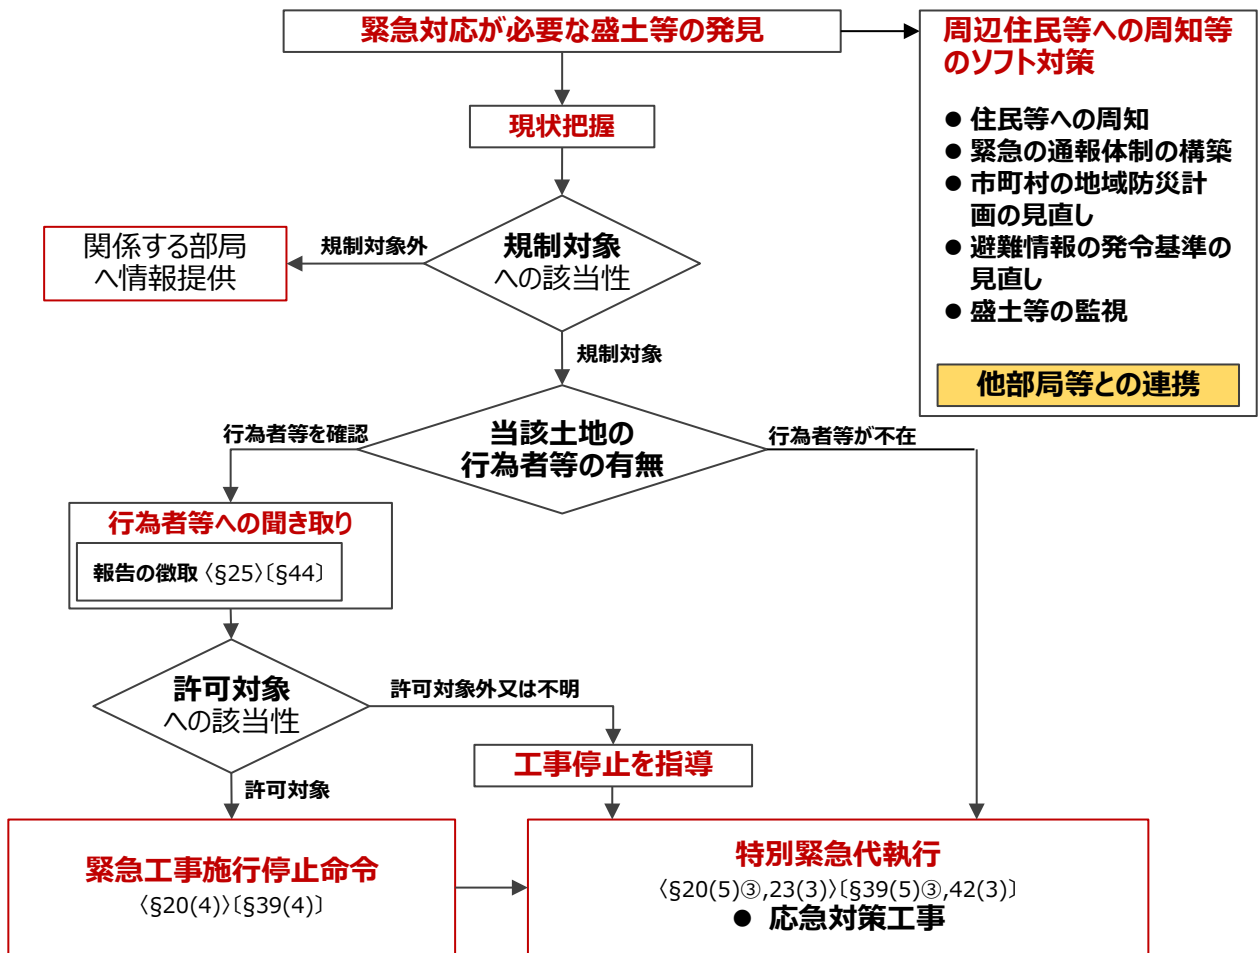 緊急対応が必要な盛土等の発見
周辺住民等への周知等
のソフト対策
● 住民等への周知
● 緊急の通報体制の構築
● 市町村の地域防災計
画の見直し
● 避難情報の発令基準の
見直し
● 盛土等の監視
他部局等との連携
現状把握
規制対象
への該当性
規制対象外
関係する部局
へ情報提供
規制対象
当該土地の
行為者等の有無
行為者等を確認
行為者等が不在
行為者等への聞き取り
報告の徴取〈§25〉〔§44〕
許可対象
への該当性
許可対象外又は不明
工事停止を指導
許可対象
緊急工事施行停止命令
〈§20(4)〉〔§39(4)〕
特別緊急代執行
〈§20(5)③,23(3)〉〔§39(5)③,42(3)〕
● 応急対策工事